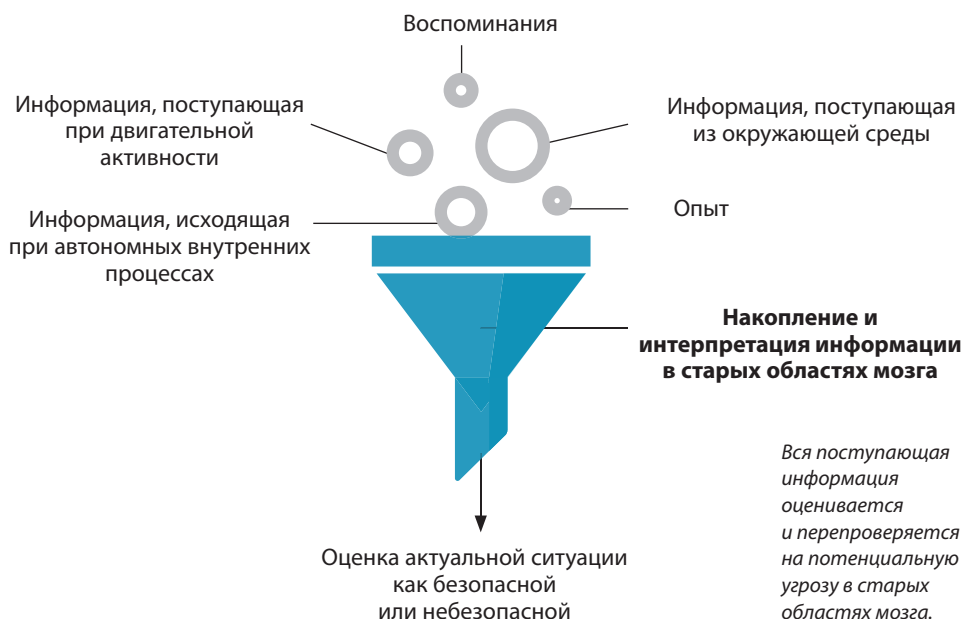 Воспоминания
Информация, поступающая
при двигательной
активности
Информация, поступающая
из окружающей среды
Информация, исходящая
при автономных внутренних
процессах
Опыт
Накопление и
интерпретация информации
в старых областях мозга
Вся поступающая
информация
оценивается
и перепроверяется
на потенциальную
угрозу в старых
областях мозга.
Оценка актуальной ситуации
как безопасной
или небезопасной